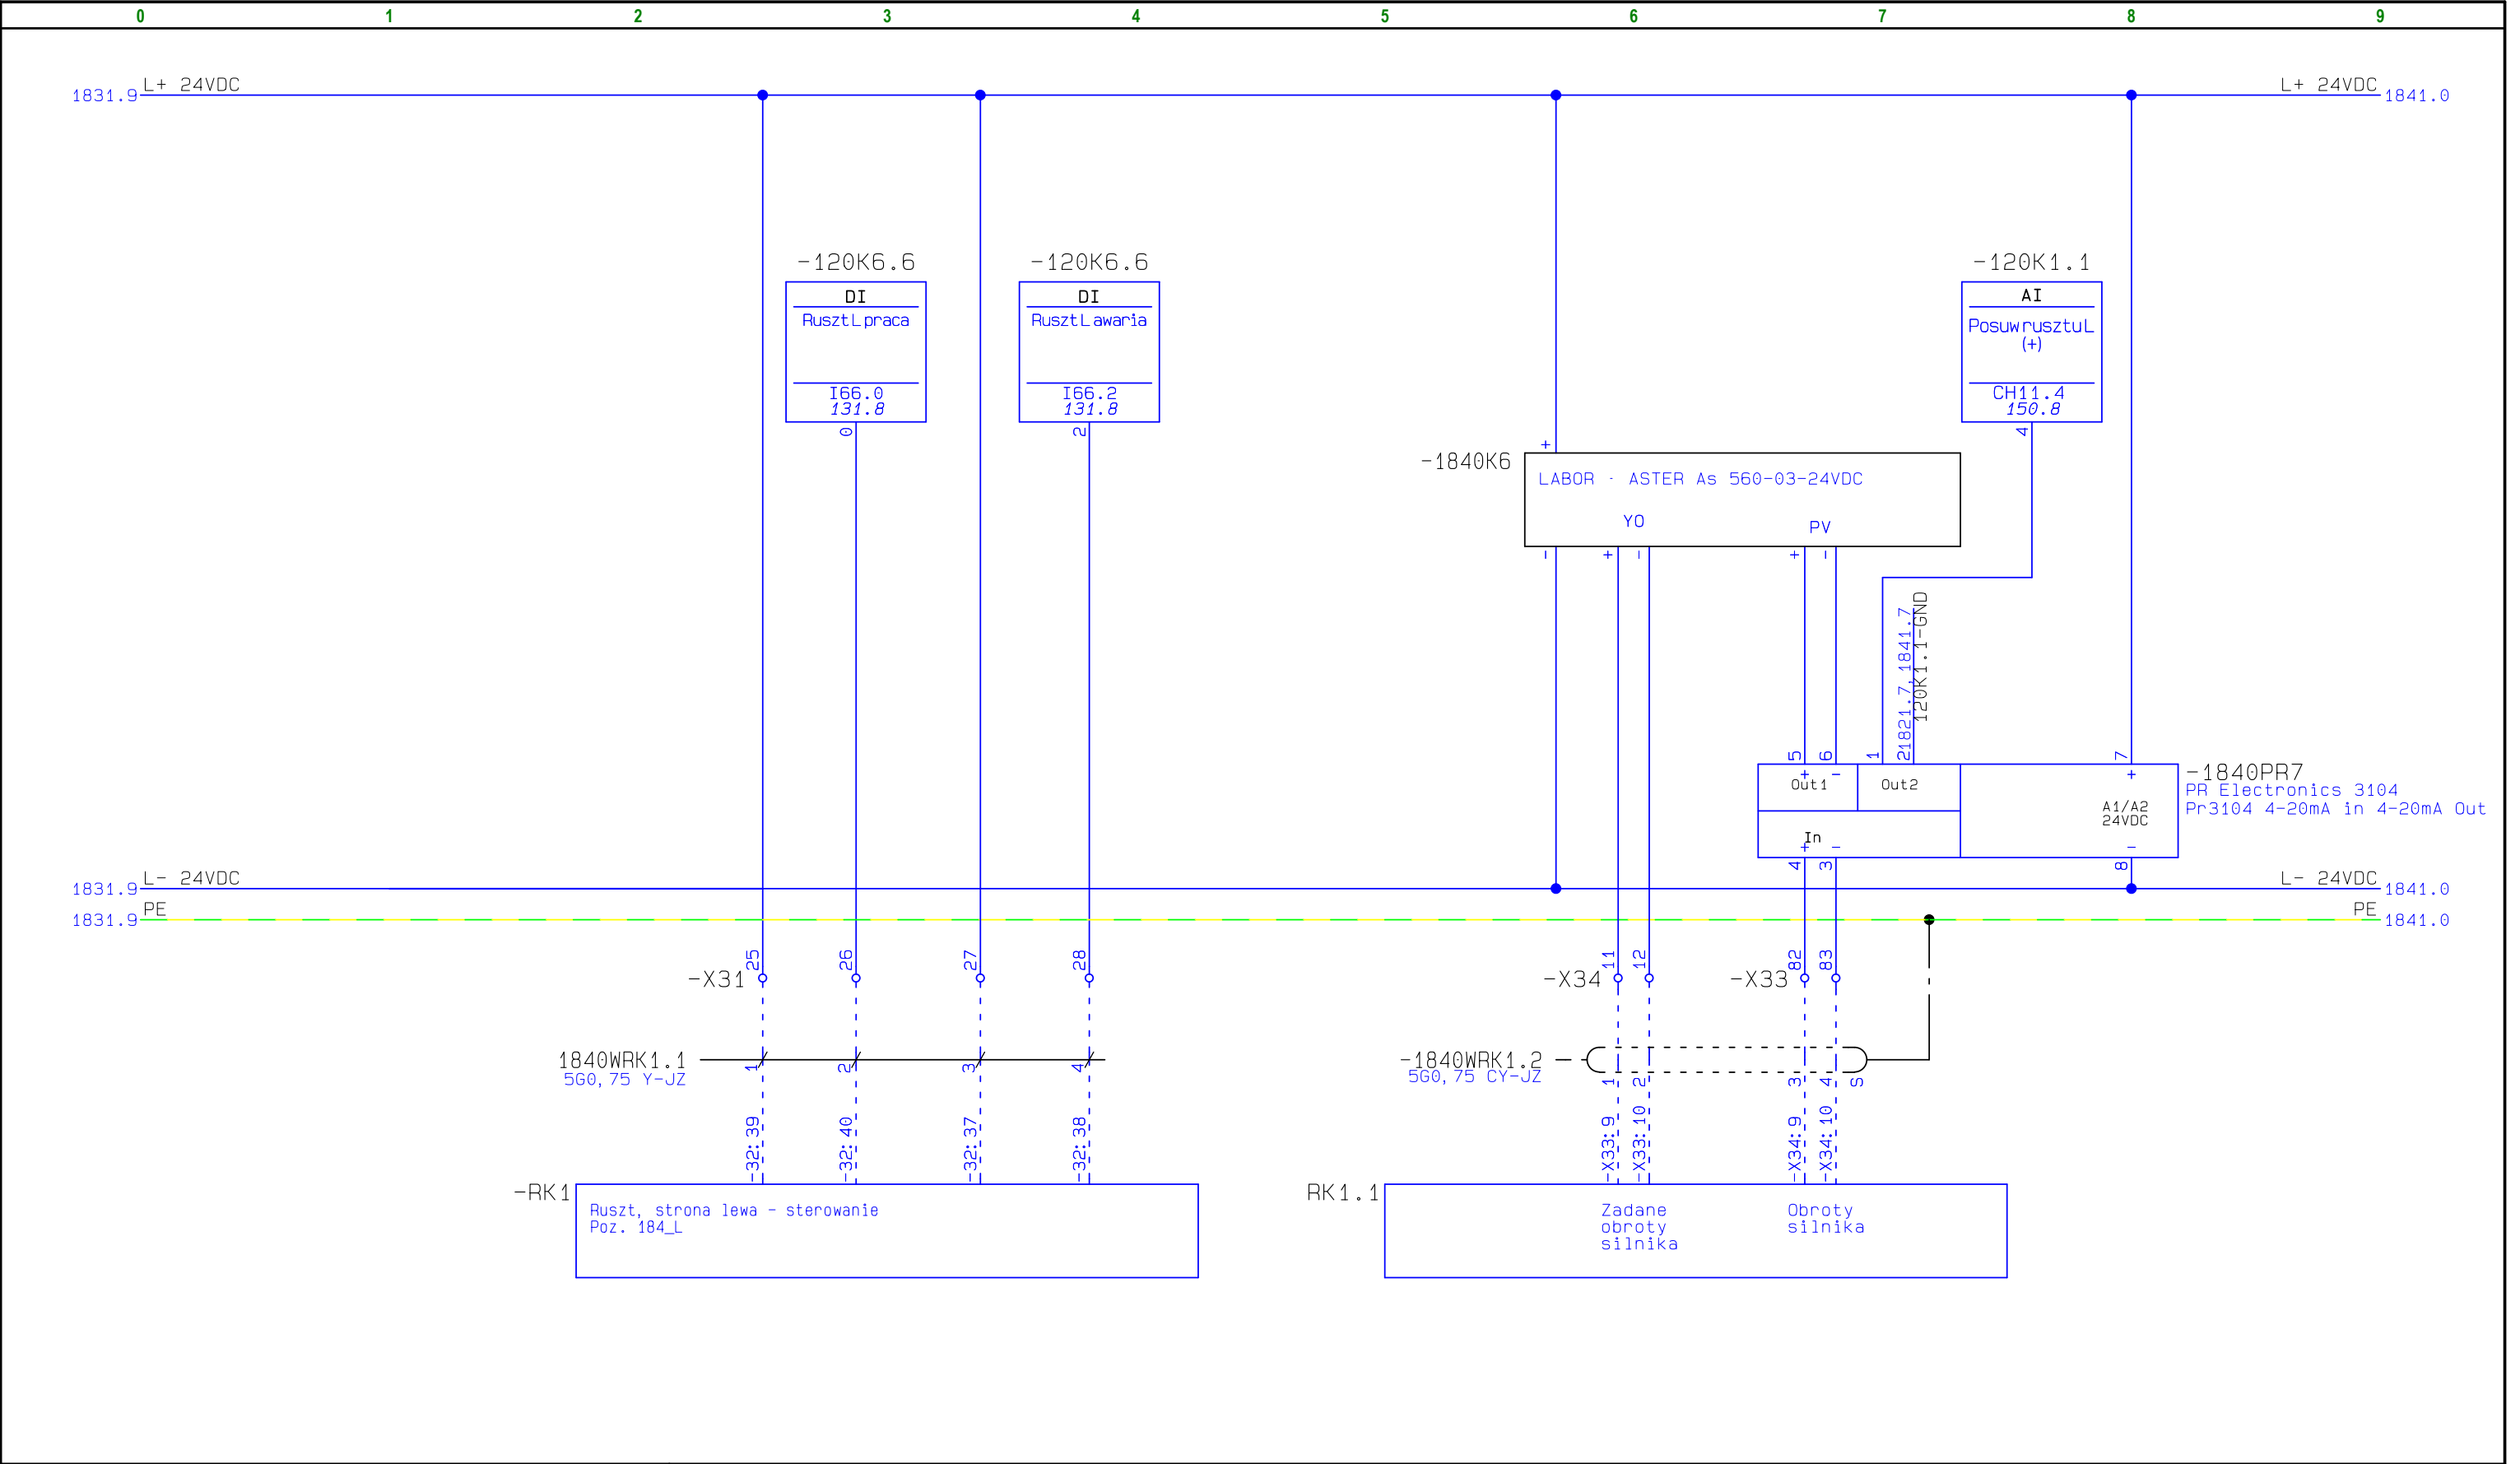 0 1 2 3 4 5 6 7 8 9
L+ 24VDC
1831.9
L+ 24VDC
1841.0
-120K6.6
DI
RusztLpraca
I66.0
131.8
0
-120K6.6
DI
RusztLawaria
I66.2
131.8
2
-120K1.1
AI
PosuwrusztuL
(+)
CH11.4
150.8
4
-1840K6
+
LABOR - ASTER As 560-03-24VDC
YO
PV
- + - + -
1821.7,1841.7
120K1.1-GND
5 6 1 2 7
+ - +
Out1
Out2
-1840PR7
PR Electronics 3104
Pr3104 4-20mA in 4-20mA Out
A1/A2
24VDC
In
+ - -
4 3 8
L- 24VDC
1831.9
L- 24VDC
1841.0
PE
1831.9
PE
1841.0
-X31
25 26 27 28
-X34
11 12
-X33
82 83
1840WRK1.1
5G0,75 Y-JZ
1 2 3 4
-1840WRK1.2
5G0,75 CY-JZ
1 2 3 4 S
-32:39
-32:40
-32:37
-32:38
-X33:9
-X33:10
-X34:9
-X34:10
-RK1
Ruszt, strona lewa - sterowanie
Poz. 184_L
RK1.1
Zadane
obroty
silnika
Obroty
silnika